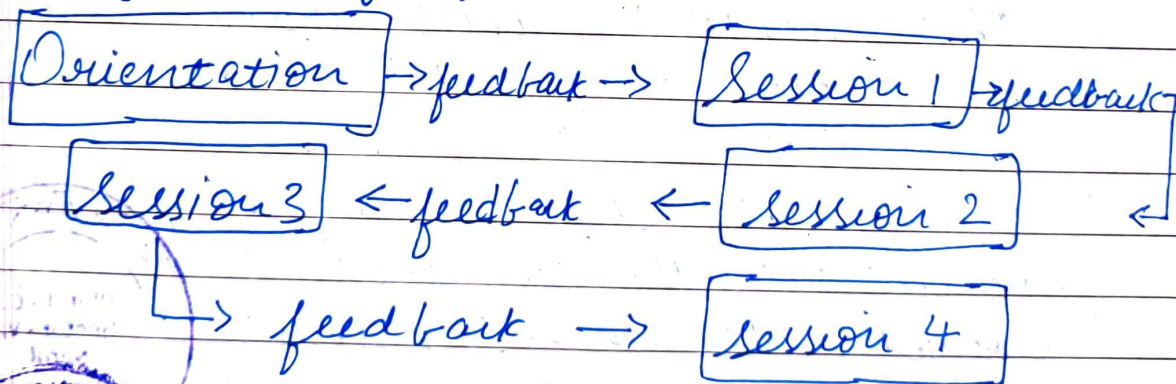 Orientation → feedback → Session 1 → feedback
session 3 ← feedback ← session 2 ←
→ feedback → session 4